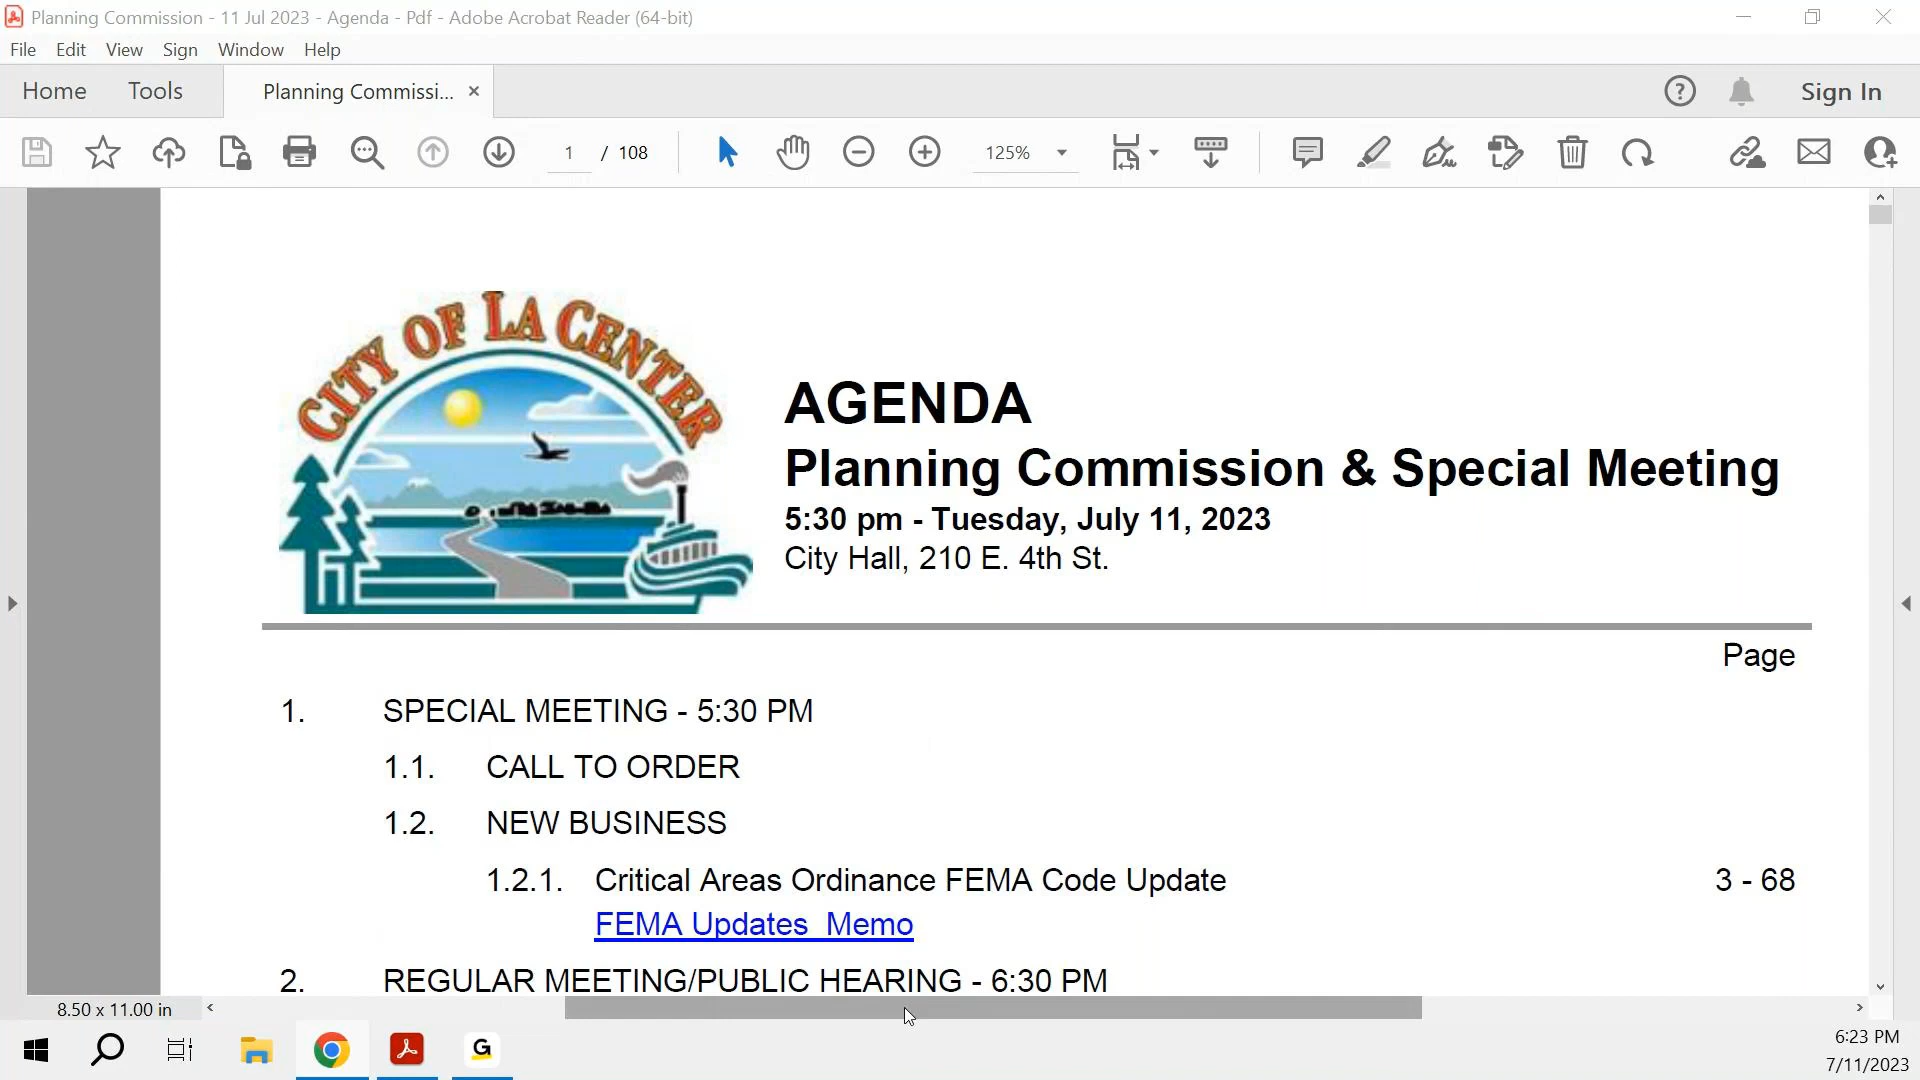 Planning Commission - 11 Jul 2023 - Agenda - Pdf - Adobe Acrobat Reader (64-bit)
File Edit View Sign Window Help
Home Tools Planning Commissi... Sign In
1 / 108 125%
CITY OF LA CENTER
AGENDA
Planning Commission & Special Meeting
5:30 pm - Tuesday, July 11, 2023
City Hall, 210 E. 4th St.
Page
1. SPECIAL MEETING - 5:30 PM
1.1. CALL TO ORDER
1.2. NEW BUSINESS
1.2.1. Critical Areas Ordinance FEMA Code Update 3 - 68
FEMA Updates_Memo
2. REGULAR MEETING/PUBLIC HEARING - 6:30 PM
8.50 x 11.00 in
G
6:23 PM
7/11/2023